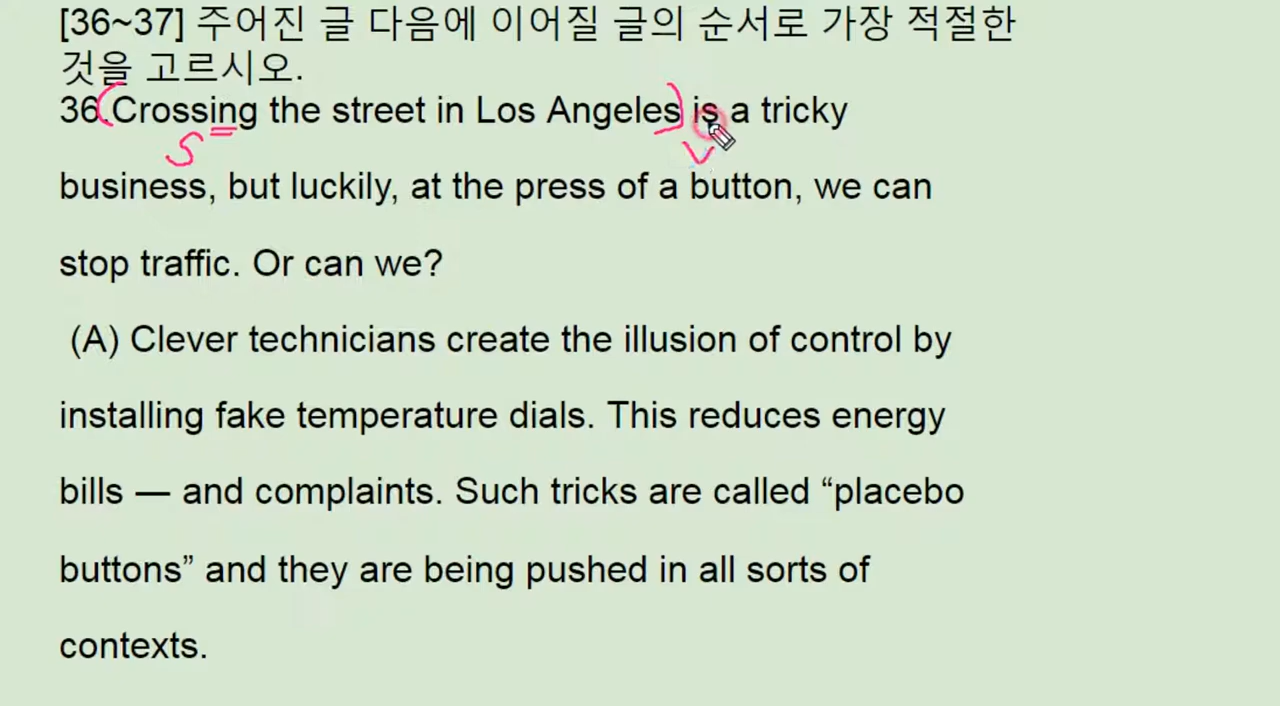 [36~37] 주어진 글 다음에 이어질 글의 순서로 가장 적절한
것을 고르시오.
36.(Crossing the street in Los Angeles) is a tricky
S V
business, but luckily, at the press of a button, we can
stop traffic. Or can we?
(A) Clever technicians create the illusion of control by
installing fake temperature dials. This reduces energy
bills — and complaints. Such tricks are called “placebo
buttons” and they are being pushed in all sorts of
contexts.